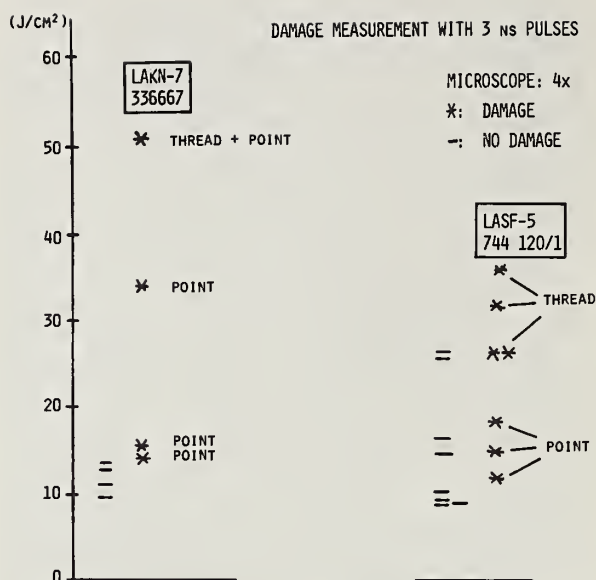 (J/CM²)
DAMAGE MEASUREMENT WITH 3 NS PULSES
60
LAKN-7
336667
MICROSCOPE: 4x
*: DAMAGE
-: NO DAMAGE
50
THREAD + POINT
40
LASF-5
744 120/1
POINT
THREAD
30
20
POINT
POINT
POINT
10
0